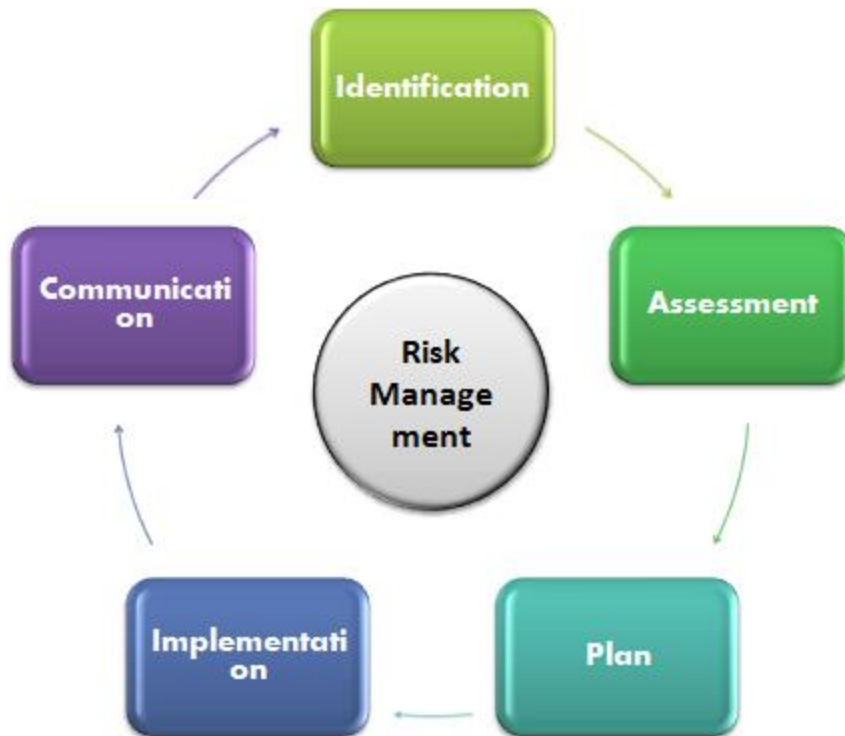 Identification
Assessment
Plan
Implementati
on
Communicati
on
Risk
Manage
ment